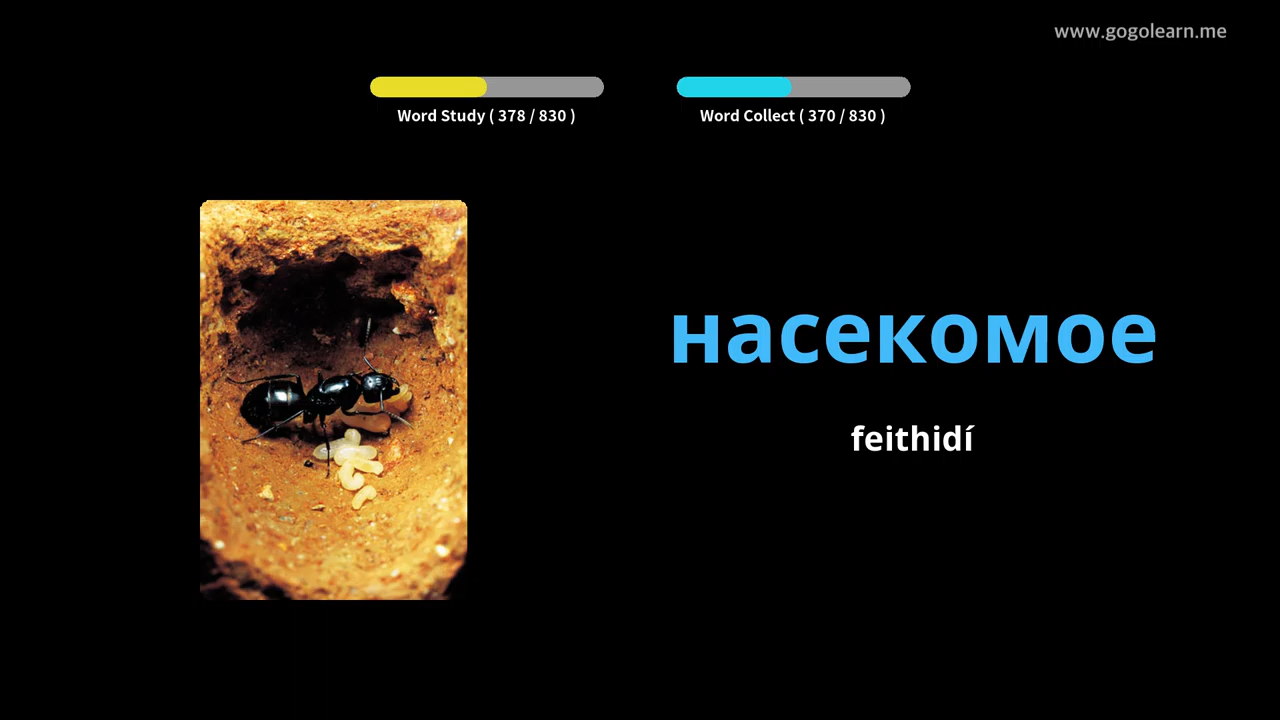 www.gogolearn.me
Word Study ( 378 / 830 )
Word Collect ( 370 / 830 )
насекомое
feithidí